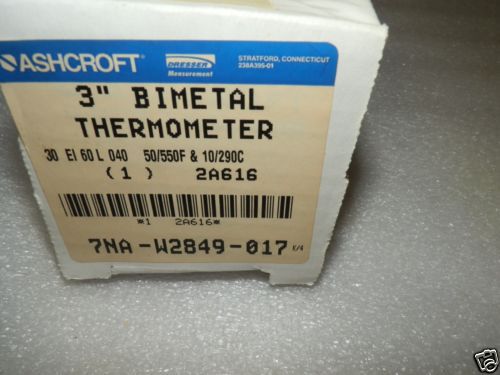 ASHCROFT®
DRESSER
Measurement
STRATFORD, CONNECTICUT
238A395-01
3" BIMETAL
THERMOMETER
30 EI 60 L 040 50/550F & 10/290C
(1) 2A616
*1 2A616*
7NA-W2849-017 K/4